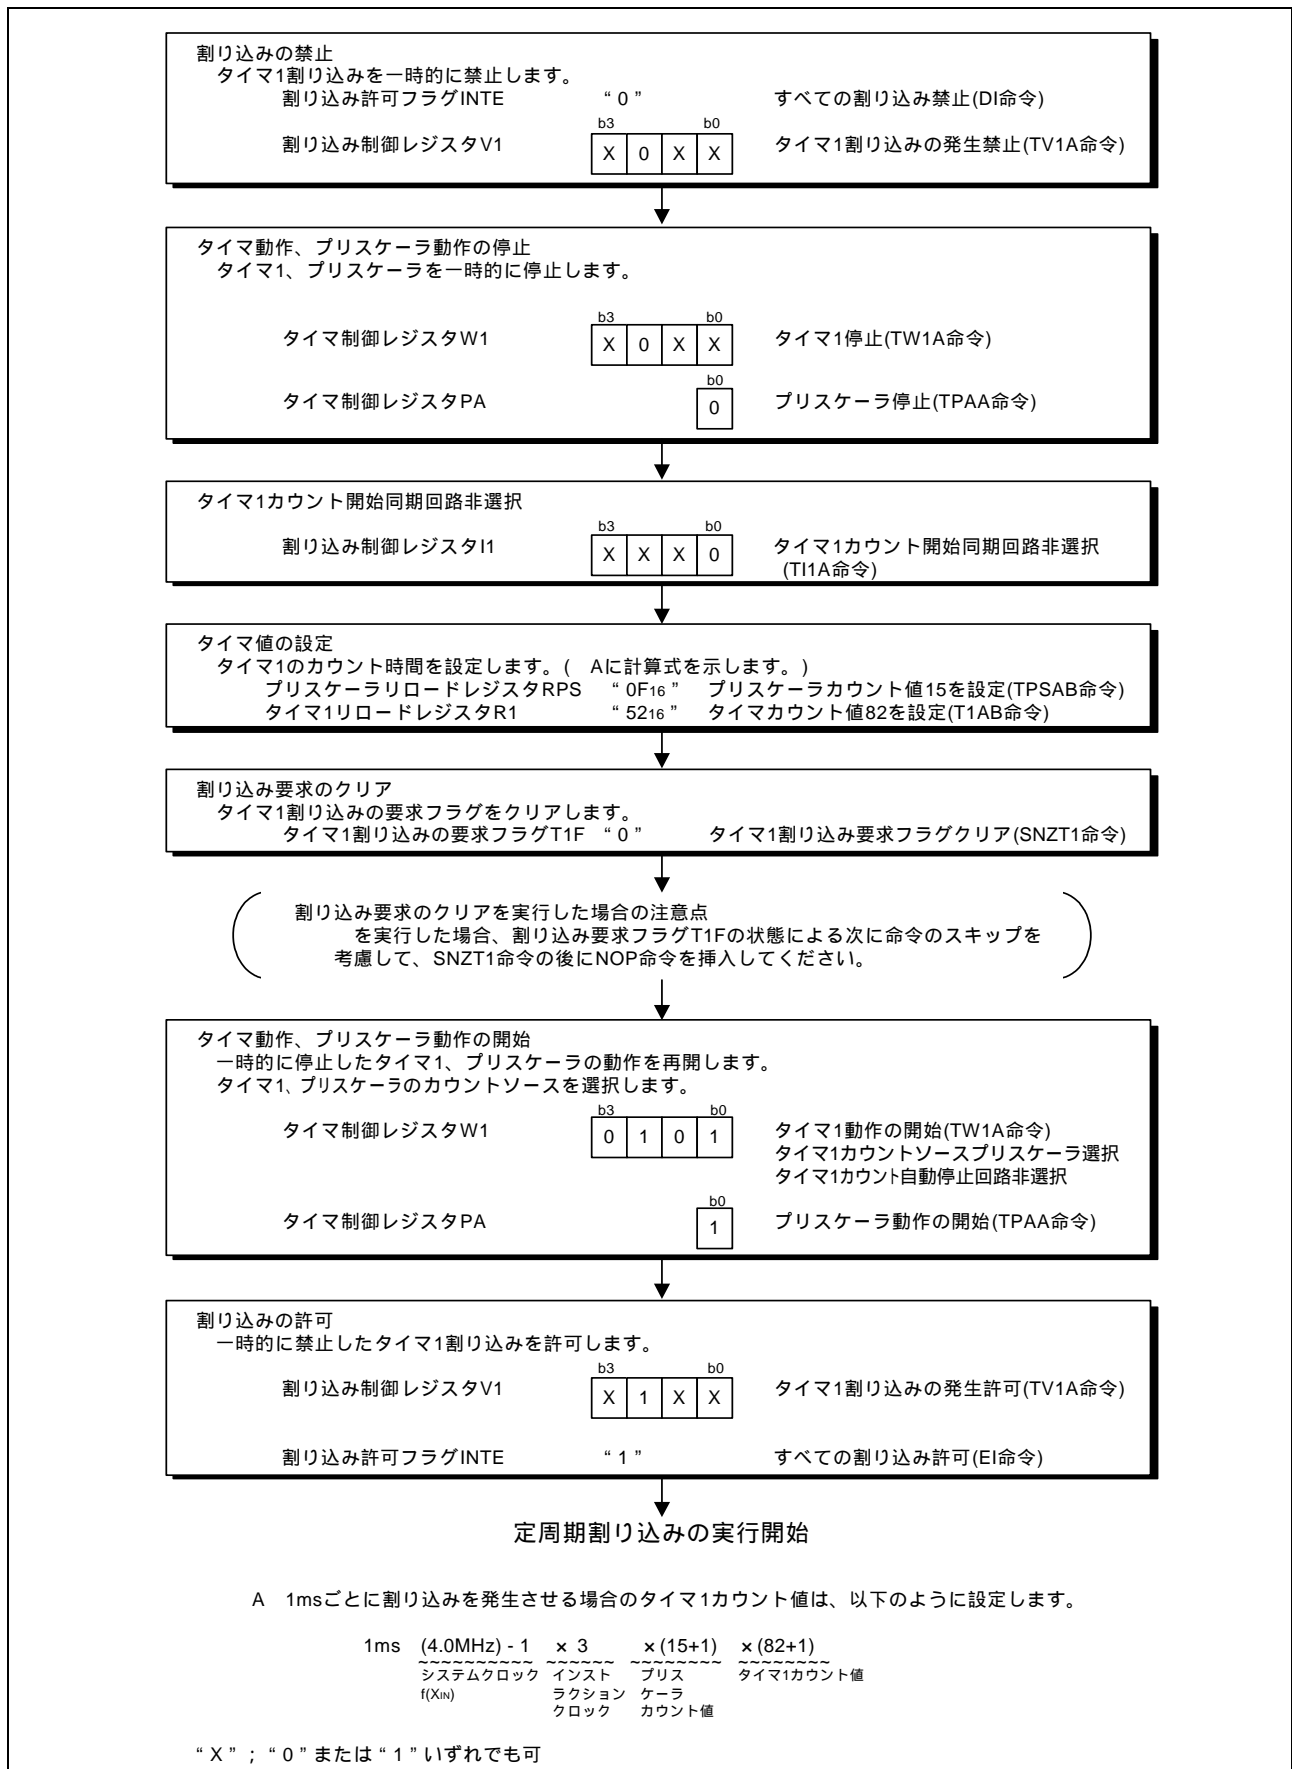 割り込みの禁止
タイマ1割り込みを一時的に禁止します。
割り込み許可フラグINTE “ 0 ” すべての割り込み禁止(DI命令)
b3 b0
割り込み制御レジスタV1 X 0 X X タイマ1割り込みの発生禁止(TV1A命令)
タイマ動作、プリスケーラ動作の停止
タイマ1、プリスケーラを一時的に停止します。
b3 b0
タイマ制御レジスタW1 X 0 X X タイマ1停止(TW1A命令)
b0
タイマ制御レジスタPA 0 プリスケーラ停止(TPAA命令)
タイマ1カウント開始同期回路非選択
b3 b0
割り込み制御レジスタI1 X X X 0 タイマ1カウント開始同期回路非選択
(TI1A命令)
タイマ値の設定
タイマ1のカウント時間を設定します。( Aに計算式を示します。)
プリスケーラリロードレジスタRPS “ 0F16 ” プリスケーラカウント値15を設定(TPSAB命令)
タイマ1リロードレジスタR1 “ 5216 ” タイマカウント値82を設定(T1AB命令)
割り込み要求のクリア
タイマ1割り込みの要求フラグをクリアします。
タイマ1割り込みの要求フラグT1F “ 0 ” タイマ1割り込み要求フラグクリア(SNZT1命令)
割り込み要求のクリアを実行した場合の注意点
を実行した場合、割り込み要求フラグT1Fの状態による次に命令のスキップを
考慮して、SNZT1命令の後にNOP命令を挿入してください。
タイマ動作、プリスケーラ動作の開始
一時的に停止したタイマ1、プリスケーラの動作を再開します。
タイマ1、プリスケーラのカウントソースを選択します。
b3 b0
タイマ制御レジスタW1 0 1 0 1 タイマ1動作の開始(TW1A命令)
タイマ1カウントソースプリスケーラ選択
タイマ1カウント自動停止回路非選択
b0
タイマ制御レジスタPA 1 プリスケーラ動作の開始(TPAA命令)
割り込みの許可
一時的に禁止したタイマ1割り込みを許可します。
b3 b0
割り込み制御レジスタV1 X 1 X X タイマ1割り込みの発生許可(TV1A命令)
割り込み許可フラグINTE “ 1 ” すべての割り込み許可(EI命令)
定周期割り込みの実行開始
A 1msごとに割り込みを発生させる場合のタイマ1カウント値は、以下のように設定します。
1ms (4.0MHz) - 1 × 3 ×(15+1) ×(82+1)
システムクロック インスト プリス タイマ1カウント値
f(XIN) ラクション ケーラ
クロック カウント値
“ X ” ; “ 0 ” または “ 1 ” いずれでも可